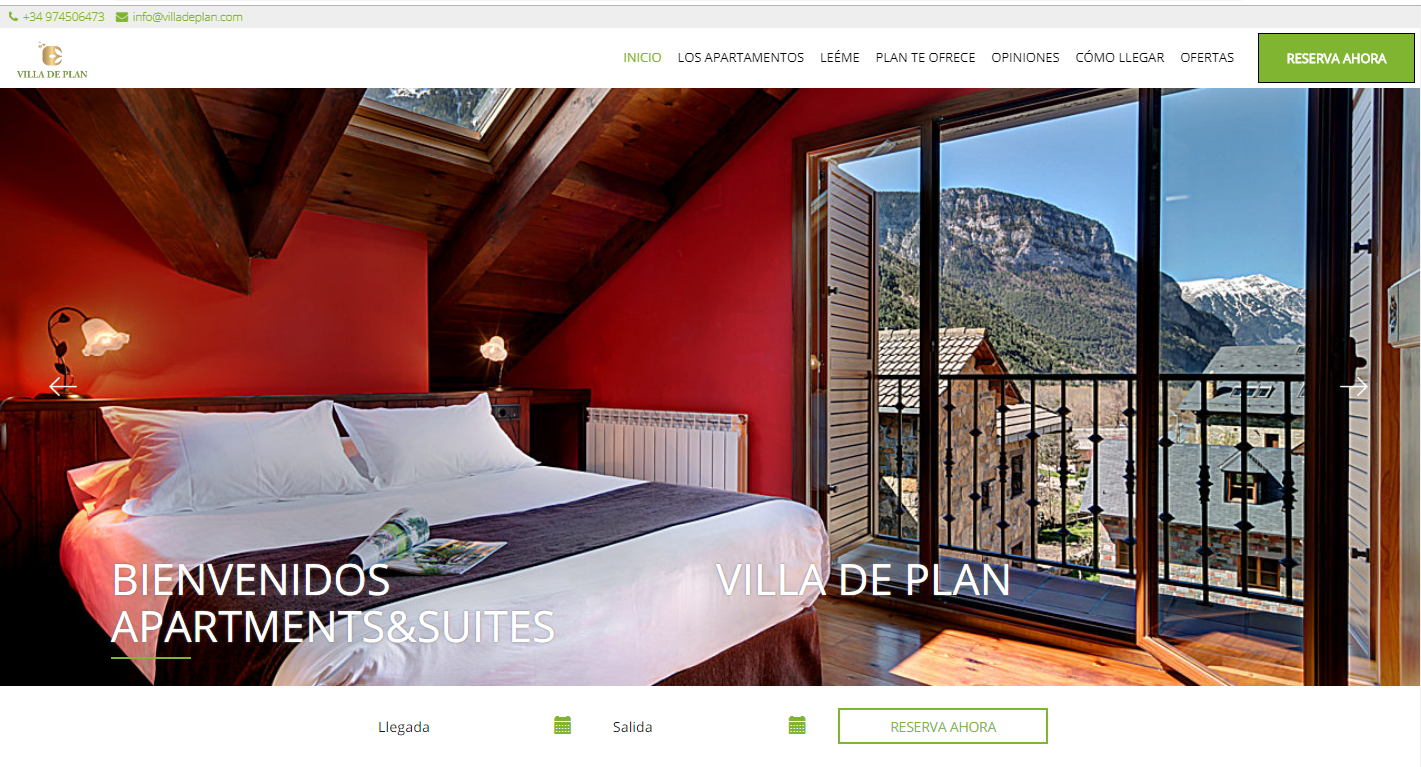 +34 974506473 info@villadeplan.com
VILLA DE PLAN
INICIO LOS APARTAMENTOS LEÉME PLAN TE OFRECE OPINIONES CÓMO LLEGAR OFERTAS RESERVA AHORA
BIENVENIDOS VILLA DE PLAN
APARTMENTS&SUITES
Llegada Salida RESERVA AHORA